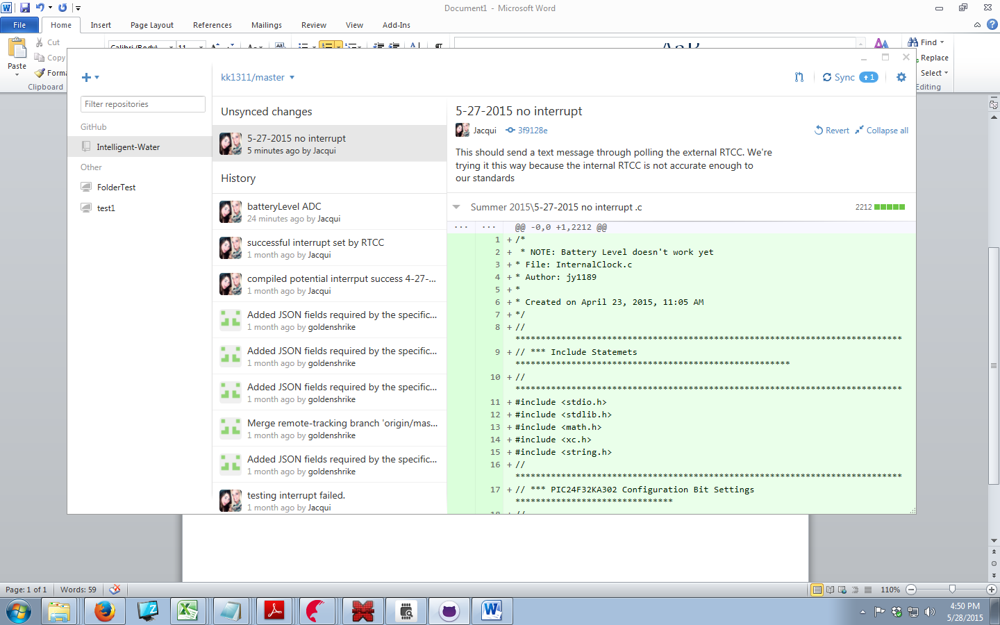 Document1 - Microsoft Word
File Home Insert Page Layout References Mailings Review View Add-Ins
Paste
Cut
Copy
Forma
Clipboard
Calibri (Body) 11
Find
Replace
Select
Editing
kk1311/master
Sync 1
Filter repositories
GitHub
Intelligent-Water
Other
FolderTest
test1
Unsynced changes
5-27-2015 no interrupt
5 minutes ago by Jacqui
History
batteryLevel ADC
24 minutes ago by Jacqui
successful interrupt set by RTCC
1 month ago by Jacqui
compiled potential interrput success 4-27-...
1 month ago by Jacqui
Added JSON fields required by the specific...
1 month ago by goldenshrike
Added JSON fields required by the specific...
1 month ago by goldenshrike
Added JSON fields required by the specific...
1 month ago by goldenshrike
Merge remote-tracking branch 'origin/mas...
1 month ago by goldenshrike
Added JSON fields required by the specific...
1 month ago by goldenshrike
testing interrupt failed.
1 month ago by Jacqui
5-27-2015 no interrupt
Jacqui 3f9128e
Revert Collapse all
This should send a text message through polling the external RTCC. We're
trying it this way because the internal RTCC is not accurate enough to
our standards
Summer 2015\5-27-2015 no interrupt .c 2212
... ... @@ -0,0 +1,2212 @@
1 +/*
2 + * NOTE: Battery Level doesn't work yet
3 +* File: InternalClock.c
4 +* Author: jy1189
5 +*
6 +* Created on April 23, 2015, 11:05 AM
7 +*/
8 +//
****************************************************************************
9 +// *** Include Statemets
******************************************************
10 +//
****************************************************************************
11 +#include <stdio.h>
12 +#include <stdlib.h>
13 +#include <math.h>
14 +#include <xc.h>
15 +#include <string.h>
16 +//
****************************************************************************
17 +// *** PIC24F32KA302 Configuration Bit Settings
*******************************
18 +//
Page: 1 of 1 Words: 59
110%
4:50 PM
5/28/2015